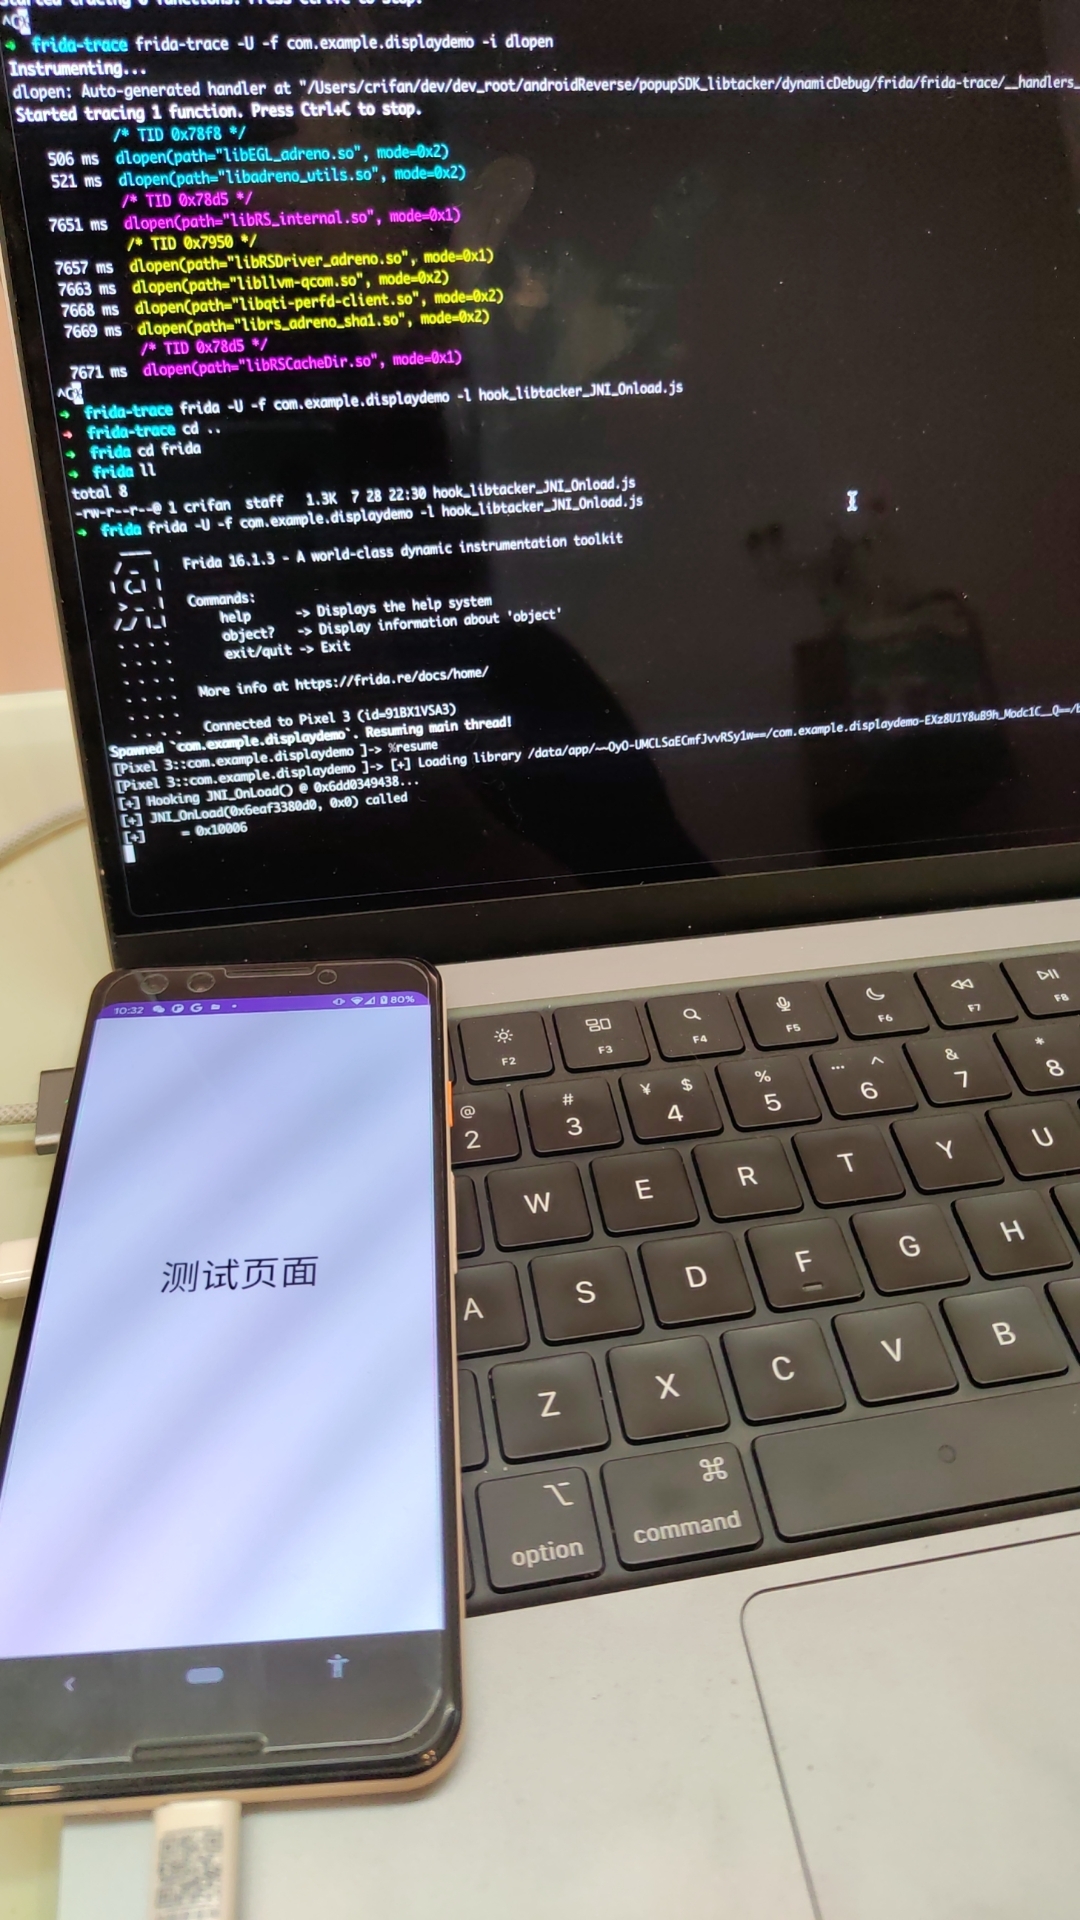 ^C
frida-trace frida-trace -U -f com.example.displaydemo -i dlopen
Instrumenting...
dlopen: Auto-generated handler at "/Users/crifan/dev/dev_root/androidReverse/popupSDK_libtacker/dynamicDebug/frida/frida-trace/__handlers_
Started tracing 1 function. Press Ctrl+C to stop.
/* TID 0x78f8 */
506 ms dlopen(path="libEGL_adreno.so", mode=0x2)
521 ms dlopen(path="libadreno_utils.so", mode=0x2)
/* TID 0x78d5 */
7651 ms dlopen(path="libRS_internal.so", mode=0x1)
/* TID 0x7950 */
7657 ms dlopen(path="libRSDriver_adreno.so", mode=0x1)
7663 ms dlopen(path="libllvm-qcom.so", mode=0x2)
7668 ms dlopen(path="libqti-perfd-client.so", mode=0x2)
7669 ms dlopen(path="librs_adreno_sha1.so", mode=0x2)
/* TID 0x78d5 */
7671 ms dlopen(path="libRSCacheDir.so", mode=0x1)
^C
frida-trace frida -U -f com.example.displaydemo -l hook_libtacker_JNI_Onload.js
frida-trace cd ..
frida cd frida
frida ll
total 8
-rw-r--r--@ 1 crifan staff 1.3K 7 28 22:30 hook_libtacker_JNI_Onload.js
frida frida -U -f com.example.displaydemo -l hook_libtacker_JNI_Onload.js
Frida 16.1.3 - A world-class dynamic instrumentation toolkit
Commands:
help -> Displays the help system
object? -> Display information about 'object'
exit/quit -> Exit
More info at https://frida.re/docs/home/
Connected to Pixel 3 (id=91BX1VSA3)
Spawned `com.example.displaydemo`. Resuming main thread!
[Pixel 3::com.example.displaydemo ]-> %resume
[Pixel 3::com.example.displaydemo ]-> [+] Loading library
[+] Hooking JNI_OnLoad() @ 0x6dd0349438...
[+] JNI_OnLoad(0x6eaf3380d0, 0x0) called
[+] = 0x10006
10:32 80%
测试页面
F2 F3 F4 F5 F6 F7 F8
@ # ¥ $ % … ^ & *
2 3 4 5 6 7 8
W E R T Y U
A S D F G H
Z X C V B
option command